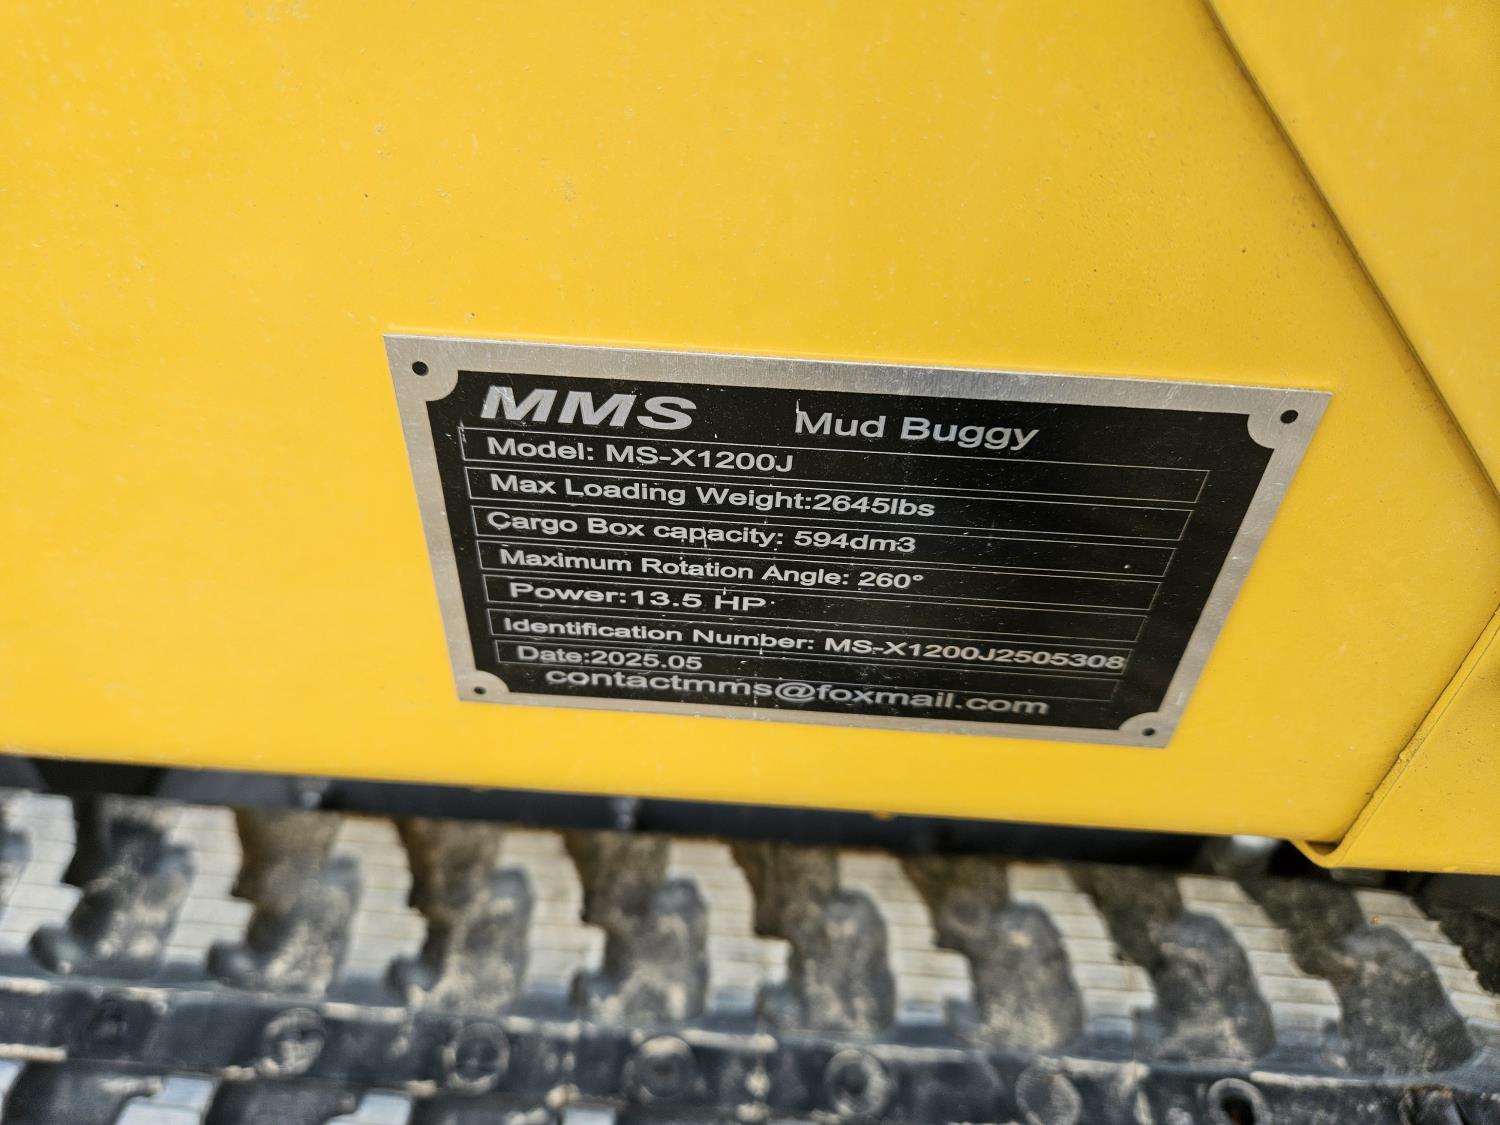 MMS Mud Buggy
Model: MS-X1200J
Max Loading Weight:2645lbs
Cargo Box capacity: 594dm3
Maximum Rotation Angle: 260°
Power:13.5 HP
Identification Number: MS-X1200J2505308
Date:2025.05
contactmms@foxmail.com